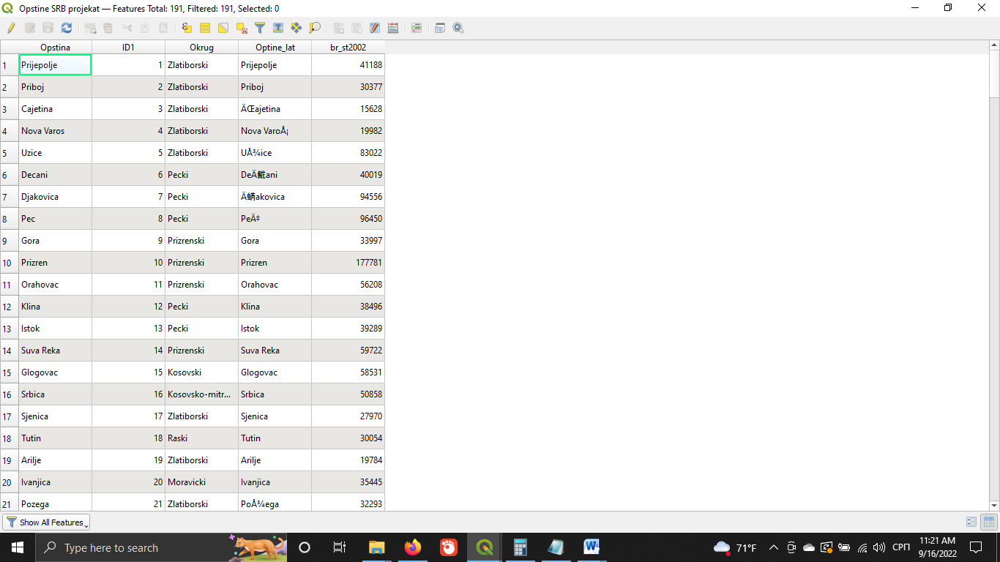 Opstine SRB projekat — Features Total: 191, Filtered: 191, Selected: 0
Opstina ID1 Okrug Optine_lat br_st2002
1 Prijepolje 1 Zlatiborski Prijepolje 41188
2 Priboj 2 Zlatiborski Priboj 30377
3 Cajetina 3 Zlatiborski ÄŒajetina 15628
4 Nova Varos 4 Zlatiborski Nova VaroÅ¡ 19982
5 Uzice 5 Zlatiborski UÅ¾ice 83022
6 Decani 6 Pecki 40019
7 Djakovica 7 Pecki 94556
8 Pec 8 Pecki PeÄ‡ 96450
9 Gora 9 Prizrenski Gora 33997
10 Prizren 10 Prizrenski Prizren 177781
11 Orahovac 11 Prizrenski Orahovac 56208
12 Klina 12 Pecki Klina 38496
13 Istok 13 Pecki Istok 39289
14 Suva Reka 14 Prizrenski Suva Reka 59722
15 Glogovac 15 Kosovski Glogovac 58531
16 Srbica 16 Kosovsko-mitr... Srbica 50858
17 Sjenica 17 Zlatiborski Sjenica 27970
18 Tutin 18 Raski Tutin 30054
19 Arilje 19 Zlatiborski Arilje 19784
20 Ivanjica 20 Moravicki Ivanjica 35445
21 Pozega 21 Zlatiborski PoÅ¾ega 32293
Show All Features
Type here to search
71°F
СРП
11:21 AM
9/16/2022